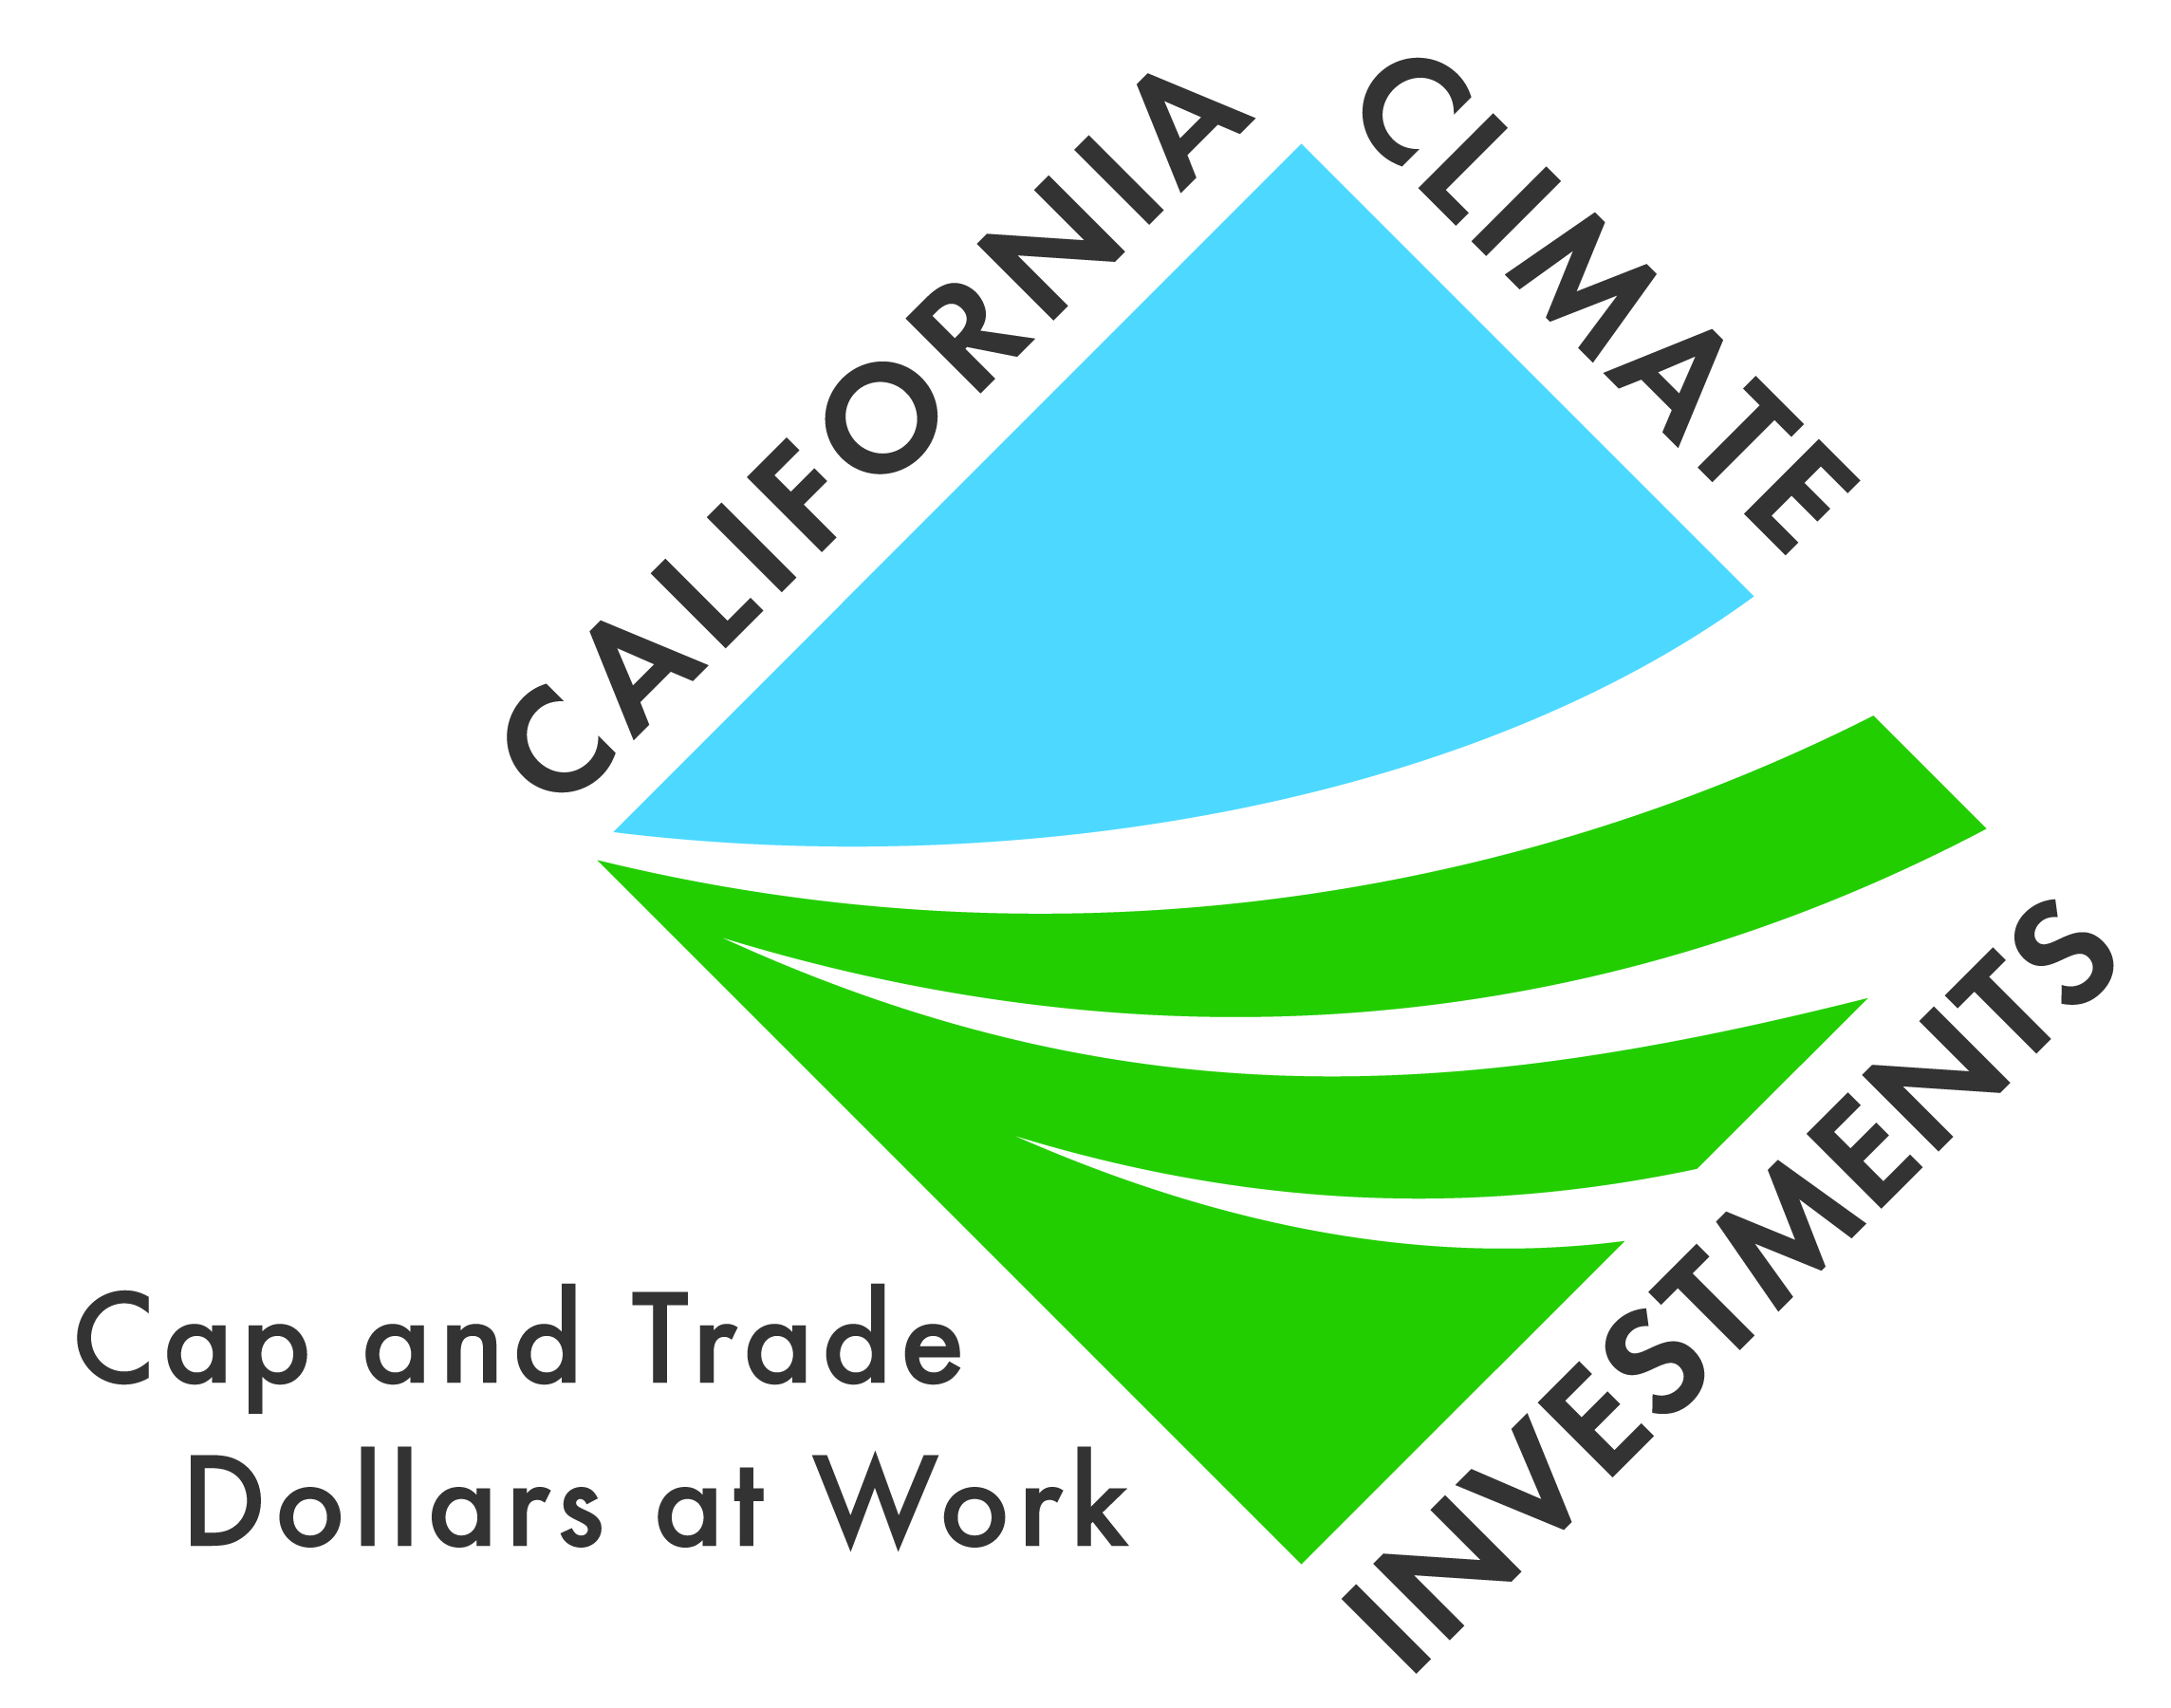 CALIFORNIA
CLIMATE
INVESTMENTS
Cap and Trade
Dollars at Work